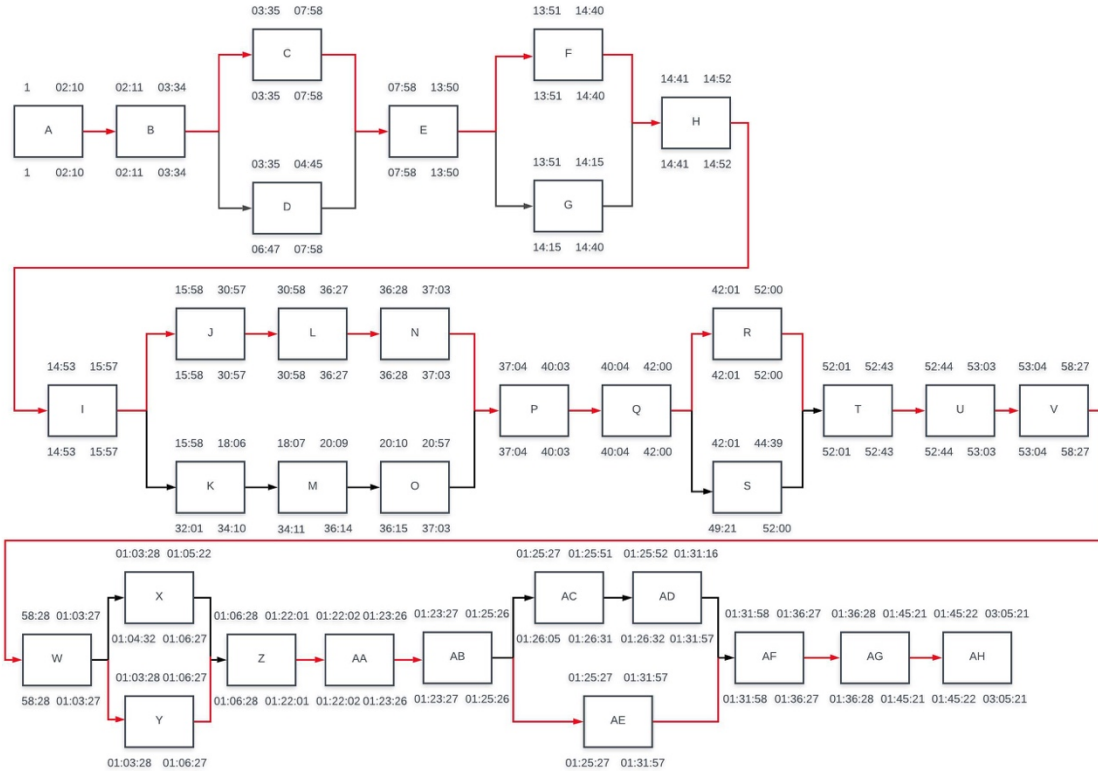 03:35 07:58
13:51 14:40
C
F
1 02:10
02:11 03:34
03:35 07:58
07:58 13:50
13:51 14:40
14:41 14:52
A
B
E
H
1 02:10
02:11 03:34
03:35 04:45
07:58 13:50
13:51 14:15
14:41 14:52
D
G
06:47 07:58
14:15 14:40
15:58 30:57
30:58 36:27
36:28 37:03
42:01 52:00
J
L
N
R
14:53 15:57
15:58 30:57
30:58 36:27
36:28 37:03
37:04 40:03
40:04 42:00
42:01 52:00
52:01 52:43
52:44 53:03
53:04 58:27
I
P
Q
T
U
V
14:53 15:57
15:58 18:06
18:07 20:09
20:10 20:57
37:04 40:03
40:04 42:00
42:01 44:39
52:01 52:43
52:44 53:03
53:04 58:27
K
M
O
S
32:01 34:10
34:11 36:14
36:15 37:03
49:21 52:00
01:03:28 01:05:22
01:25:27 01:25:51
01:25:52 01:31:16
X
AC
AD
58:28 01:03:27
01:04:32 01:06:27
01:06:28 01:22:01
01:22:02 01:23:26
01:23:27 01:25:26
01:26:05 01:26:31
01:26:32 01:31:57
01:31:58 01:36:27
01:36:28 01:45:21
01:45:22 03:05:21
W
Z
AA
AB
AF
AG
AH
58:28 01:03:27
01:03:28 01:06:27
01:06:28 01:22:01
01:22:02 01:23:26
01:23:27 01:25:26
01:25:27 01:31:57
01:31:58 01:36:27
01:36:28 01:45:21
01:45:22 03:05:21
Y
AE
01:03:28 01:06:27
01:25:27 01:31:57